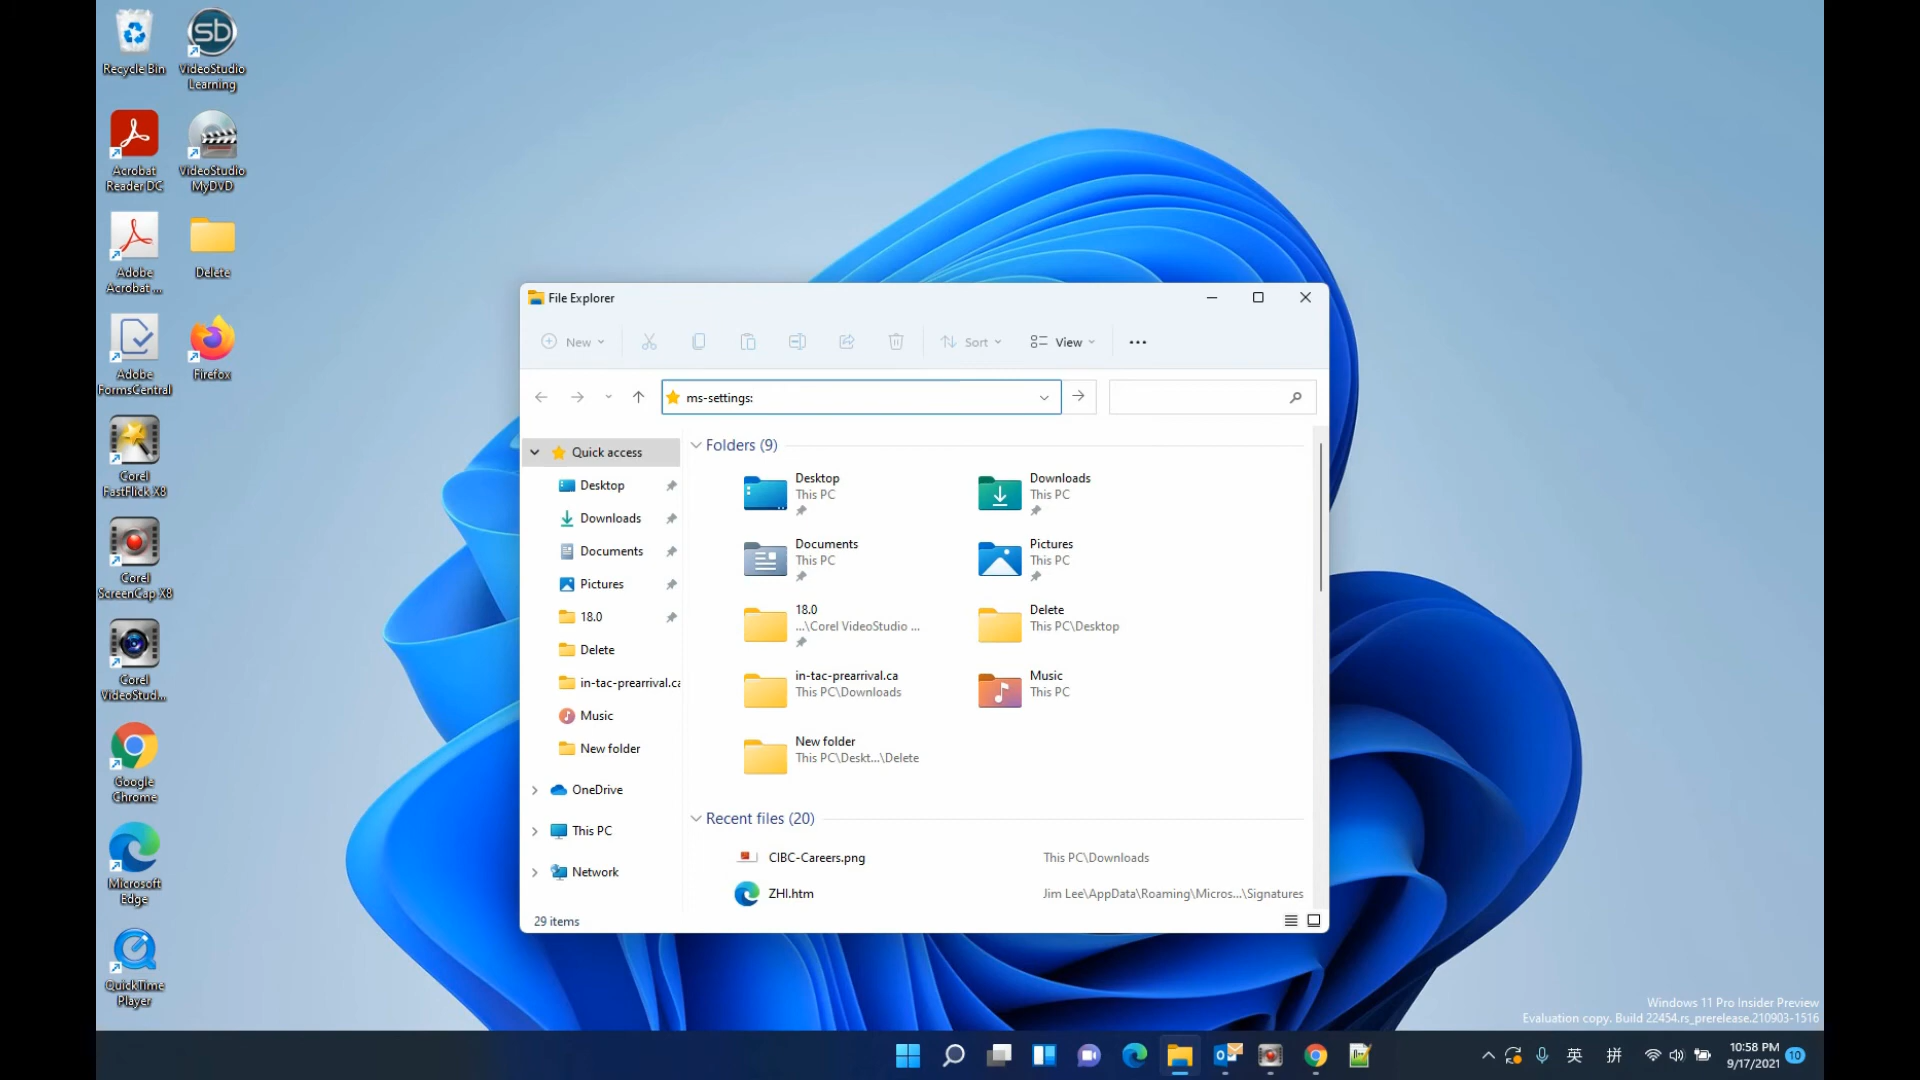 Recycle Bin
VideoStudio
Learning
Acrobat
Reader DC
VideoStudio
MyDVD
Adobe
Acrobat ...
Delete
Adobe
FormsCentral
Firefox
Corel
FastFlick X8
Corel
ScreenCap X8
Corel
VideoStud...
Google
Chrome
Microsoft
Edge
QuickTime
Player
File Explorer
New
Sort
View
ms-settings:
Quick access
Desktop
Downloads
Documents
Pictures
18.0
Delete
in-tac-prearrival.ca
Music
New folder
OneDrive
This PC
Network
Folders (9)
Desktop
This PC
Downloads
This PC
Documents
This PC
Pictures
This PC
18.0
...\Corel VideoStudio ...
Delete
This PC\Desktop
in-tac-prearrival.ca
This PC\Downloads
Music
This PC
New folder
This PC\Deskt...\Delete
Recent files (20)
CIBC-Careers.png This PC\Downloads
ZHI.htm Jim Lee\AppData\Roaming\Micros...\Signatures
29 items
Windows 11 Pro Insider Preview
Evaluation copy. Build 22454.rs_prerelease.210903-1516
英 拼
10:58 PM
9/17/2021
10